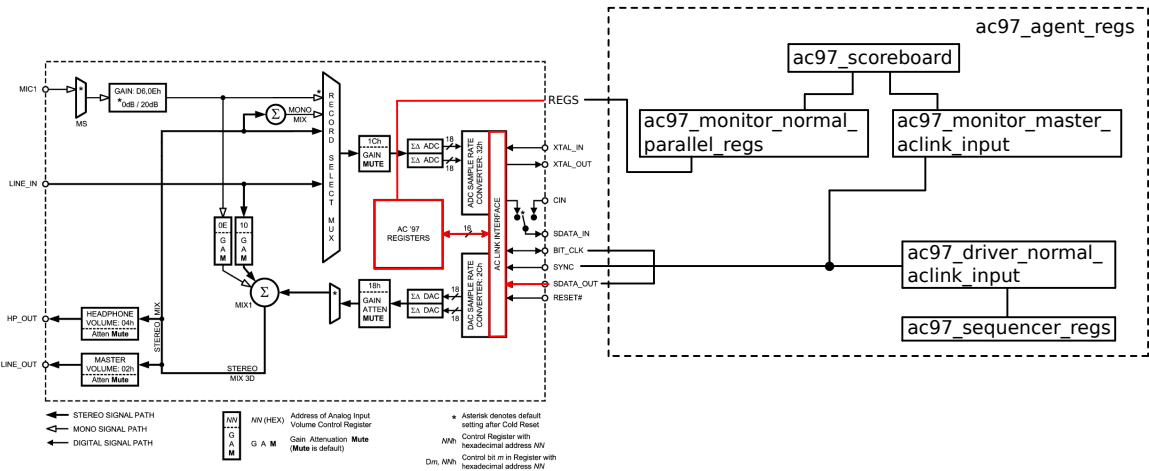 ac97_agent_regs
ac97_scoreboard
ac97_monitor_normal_
parallel_regs
ac97_monitor_master_
aclink_input
ac97_driver_normal_
aclink_input
ac97_sequencer_regs
MIC1
*
MS
GAIN: D6,0Eh
*0dB / 20dB
Σ
MONO
MIX
*
RECORD SELECT MUX
1Ch
GAIN
MUTE
ΣΔ ADC
ΣΔ ADC
18
18
ADC SAMPLE RATE
CONVERTER: 32h
AC LINK INTERFACE
REGS
XTAL_IN
XTAL_OUT
CIN
*
SDATA_IN
BIT_CLK
SYNC
SDATA_OUT
RESET#
LINE_IN
0E
G
A
M
10
G
A
M
AC '97
REGISTERS
16
Σ
MIX1
*
18h
GAIN
ATTEN
MUTE
ΣΔ DAC
ΣΔ DAC
18
18
DAC SAMPLE RATE
CONVERTER: 2Ch
HP_OUT
HEADPHONE
VOLUME: 04h
Atten Mute
STEREO MIX
LINE_OUT
MASTER
VOLUME: 02h
Atten Mute
STEREO
MIX 3D
STEREO SIGNAL PATH
MONO SIGNAL PATH
DIGITAL SIGNAL PATH
NN
G
A
M
NN (HEX)
Address of Analog Input
Volume Control Register
G A M
Gain Attenuation Mute
(Mute is default)
* Asterisk denotes default
setting after Cold Reset
NNh Control Register with
hexadecimal address NN
Dm, NNh Control bit m in Register with
hexadecimal address NN